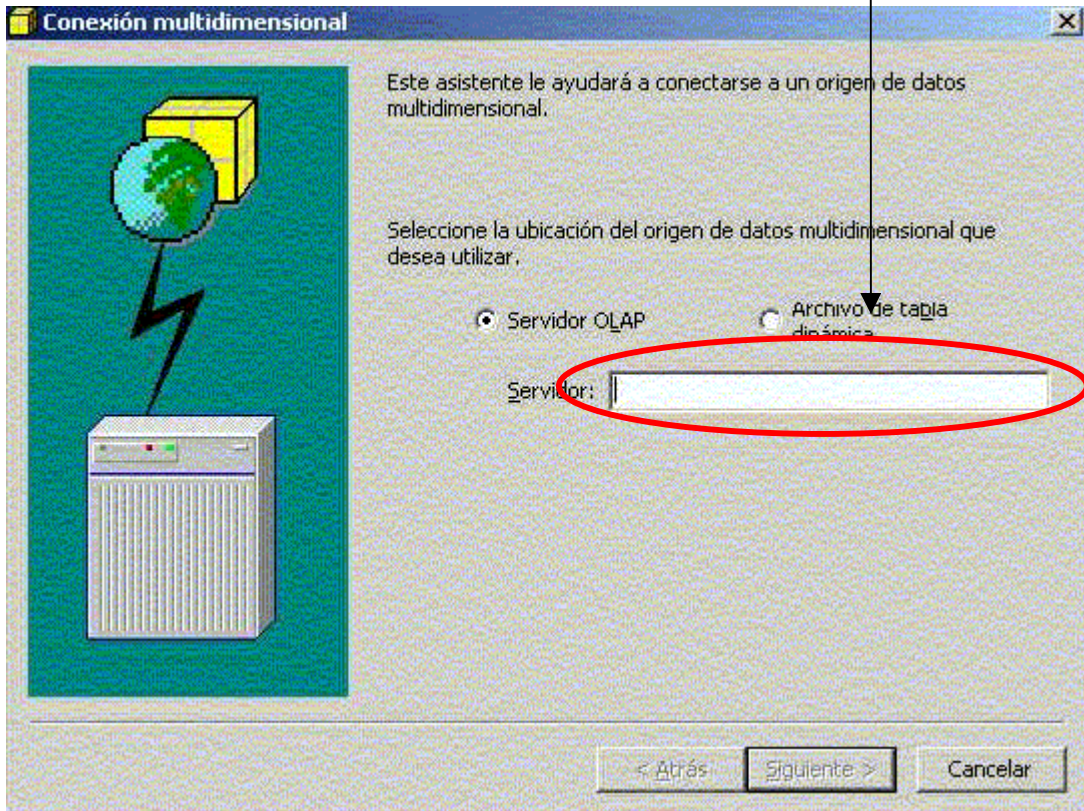 Conexión multidimensional
Este asistente le ayudará a conectarse a un origen de datos
multidimensional.
Seleccione la ubicación del origen de datos multidimensional que
desea utilizar.
Servidor OLAP
Archivo de tabla
dinámica
Servidor:
< Atrás
Siguiente >
Cancelar